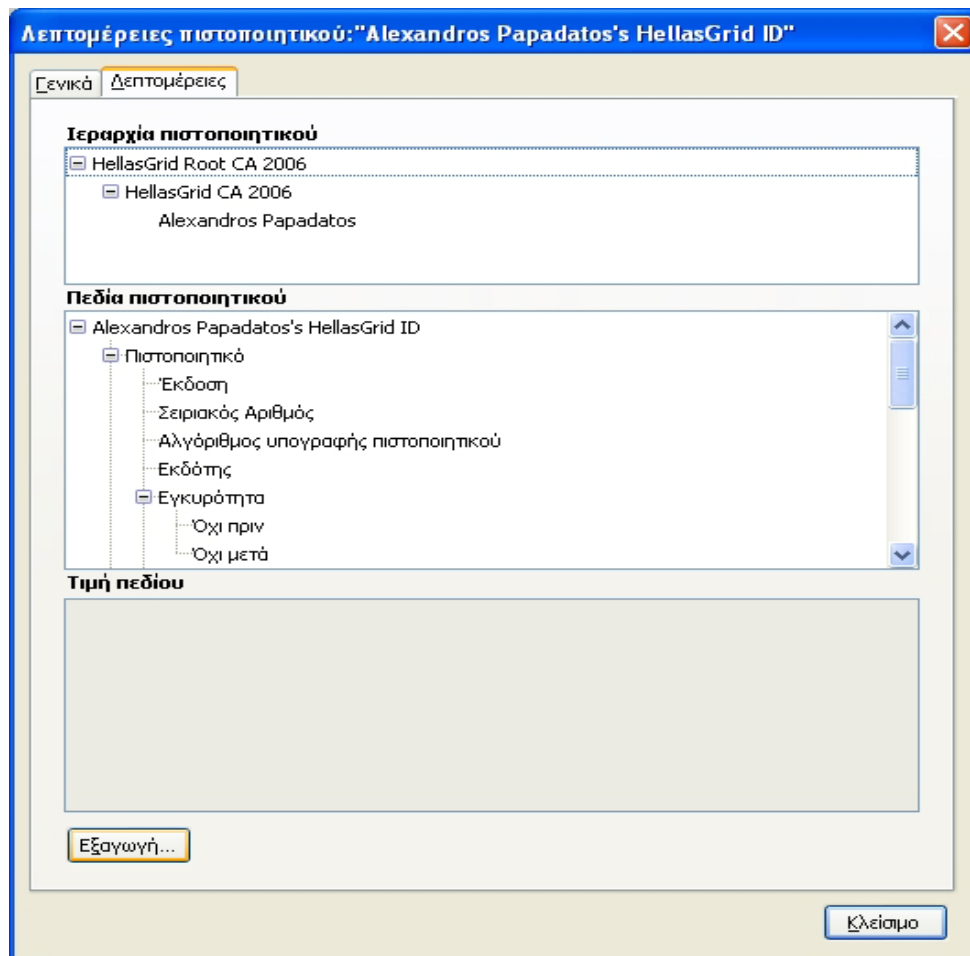 Λεπτομέρειες πιστοποιητικού:"Alexandros Papadatos's HellasGrid ID"
Γενικά
Λεπτομέρειες
Ιεραρχία πιστοποιητικού
HellasGrid Root CA 2006
HellasGrid CA 2006
Alexandros Papadatos
Πεδία πιστοποιητικού
Alexandros Papadatos's HellasGrid ID
Πιστοποιητικό
Έκδοση
Σειριακός Αριθμός
Αλγόριθμος υπογραφής πιστοποιητικού
Εκδότης
Εγκυρότητα
Όχι πριν
Όχι μετά
Τιμή πεδίου
Εξαγωγή...
Κλείσιμο